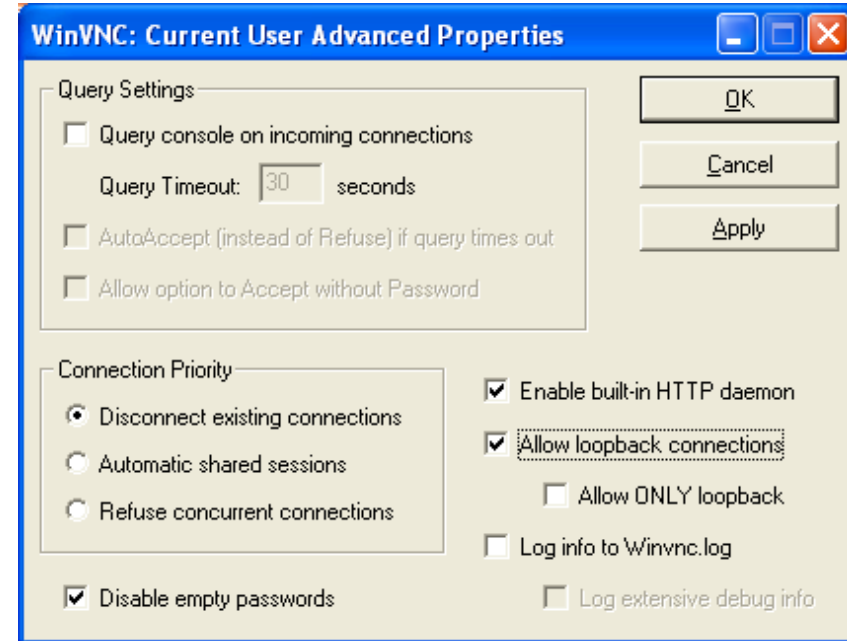 WinVNC: Current User Advanced Properties
Query Settings
Query console on incoming connections
Query Timeout: 30 seconds
AutoAccept (instead of Refuse) if query times out
Allow option to Accept without Password
OK
Cancel
Apply
Connection Priority
Disconnect existing connections
Automatic shared sessions
Refuse concurrent connections
Enable built-in HTTP daemon
Allow loopback connections
Allow ONLY loopback
Log info to Winvnc.log
Log extensive debug info
Disable empty passwords